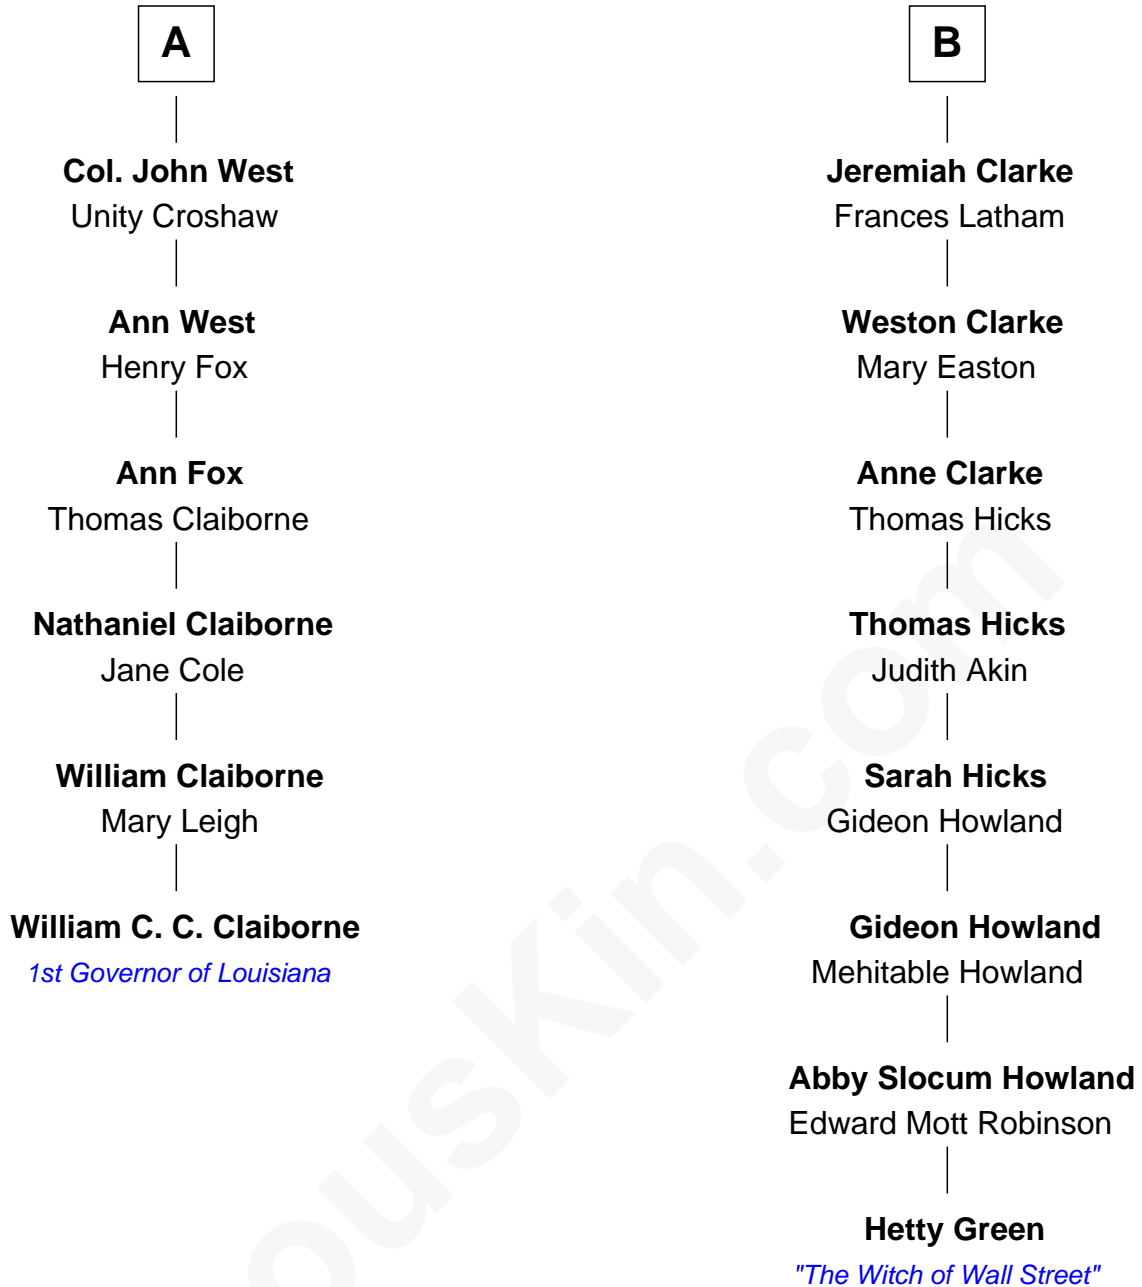 A
Col. John West
Unity Croshaw
Ann West
Henry Fox
Ann Fox
Thomas Claiborne
Nathaniel Claiborne
Jane Cole
William Claiborne
Mary Leigh
William C. C. Claiborne
1st Governor of Louisiana
B
Jeremiah Clarke
Frances Latham
Weston Clarke
Mary Easton
Anne Clarke
Thomas Hicks
Thomas Hicks
Judith Akin
Sarah Hicks
Gideon Howland
Gideon Howland
Mehitable Howland
Abby Slocum Howland
Edward Mott Robinson
Hetty Green
"The Witch of Wall Street"
ousKin.com